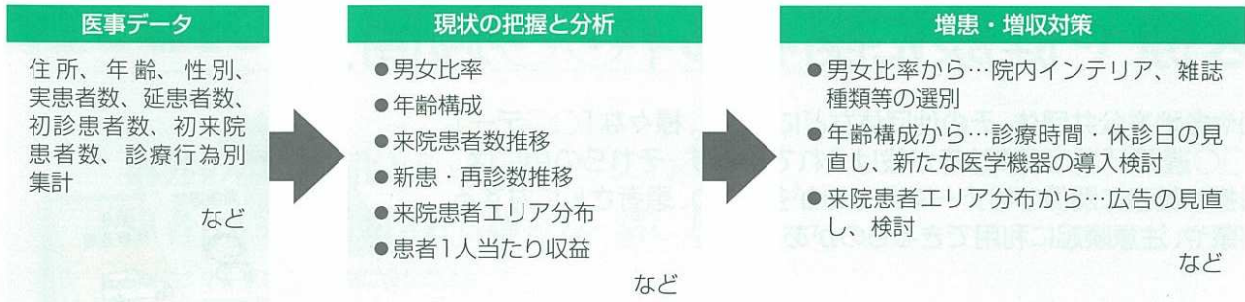 医事データ
住所、年齢、性別、
実患者数、延患者数、
初診患者数、初来院
患者数、診療行為別
集計
など
現状の把握と分析
●男女比率
●年齢構成
●来院患者数推移
●新患・再診数推移
●来院患者エリア分布
●患者1人当たり収益
など
増患・増収対策
●男女比率から…院内インテリア、雑誌
種類等の選別
●年齢構成から…診療時間・休診日の見
直し、新たな医学機器の導入検討
●来院患者エリア分布から…広告の見直
し、検討
など